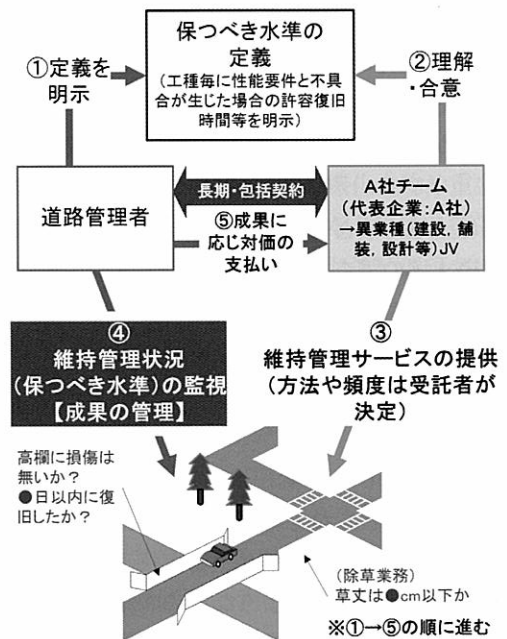 保つべき水準の
定義
(工種毎に性能要件と不具
合が生じた場合の許容復旧
時間等を明示)
①定義を
明示
②理解
・合意
道路管理者
長期・包括契約
⑤成果に
応じ対価の
支払い
A社チーム
(代表企業:A社)
→異業種(建設,舗
装,設計等)JV
④
維持管理状況
(保つべき水準)の監視
【成果の管理】
③
維持管理サービスの提供
(方法や頻度は受託者が
決定)
高欄に損傷は
無いか?
●日以内に復
旧したか?
(除草業務)
草丈は●cm以下か
※①→⑤の順に進む